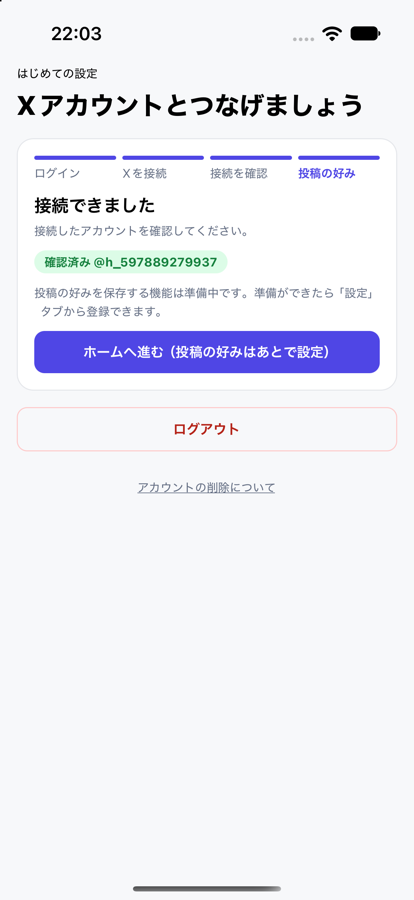 22:03
はじめての設定
Xアカウントとつなげましょう
ログイン Xを接続 接続を確認 投稿の好み
接続できました
接続したアカウントを確認してください。
確認済み @h_597889279937
投稿の好みを保存する機能は準備中です。準備ができたら「設定」
タブから登録できます。
ホームへ進む（投稿の好みはあとで設定）
ログアウト
アカウントの削除について